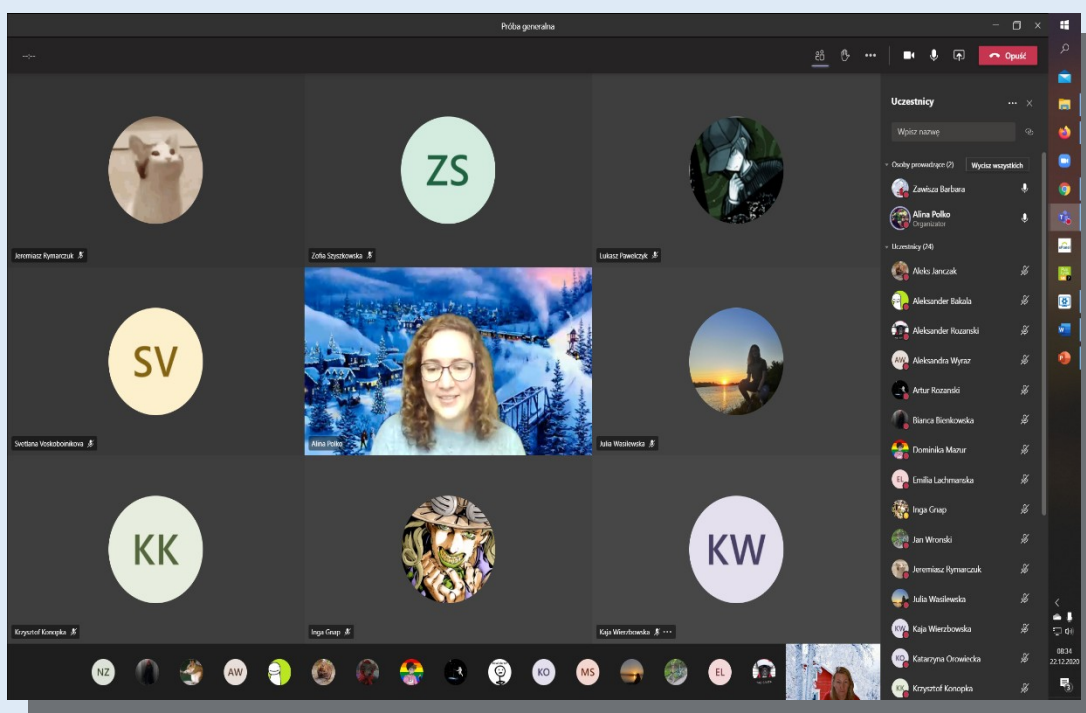 Próba generalna
Opuść
Jeremiasz Rymarczuk
ZS
Zofia Szyszkowska
Lukasz Pawelczyk
SV
Svetlana Voskoboinikova
Alina Polko
Julia Wasilewska
KK
Krzysztof Konopka
Inga Gnap
KW
Kaja Wierzbowska
NZ
AW
KO
MS
EL
Uczestnicy
Wpisz nazwę
Osoby prowadzące (2)
Wycisz wszystkich
Zawisza Barbara
Alina Polko
Organizator
Uczestnicy (24)
Aleks Janczak
Aleksander Bakala
Aleksander Rozanski
AW Aleksandra Wyraz
Artur Rozanski
Bianca Bienkowska
Dominika Mazur
EL Emilia Lachmanska
Inga Gnap
Jan Wronski
Jeremiasz Rymarczuk
Julia Wasilewska
KW Kaja Wierzbowska
KO Katarzyna Orowiecka
KK Krzysztof Konopka
08:34
22.12.2020